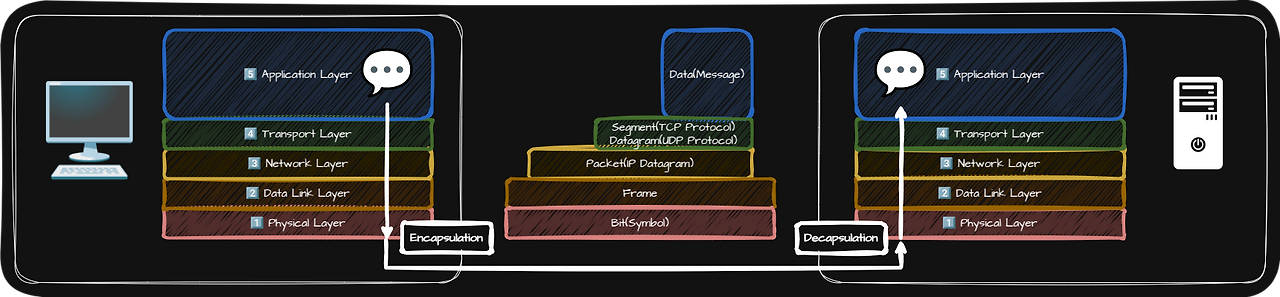 5 Application Layer
4 Transport Layer
3 Network Layer
2 Data Link Layer
1 Physical Layer
Encapsulation
Data(Message)
Segment(TCP Protocol)
Datagram(UDP Protocol)
Packet(IP Datagram)
Frame
Bit(Symbol)
5 Application Layer
4 Transport Layer
3 Network Layer
2 Data Link Layer
1 Physical Layer
Decapsulation